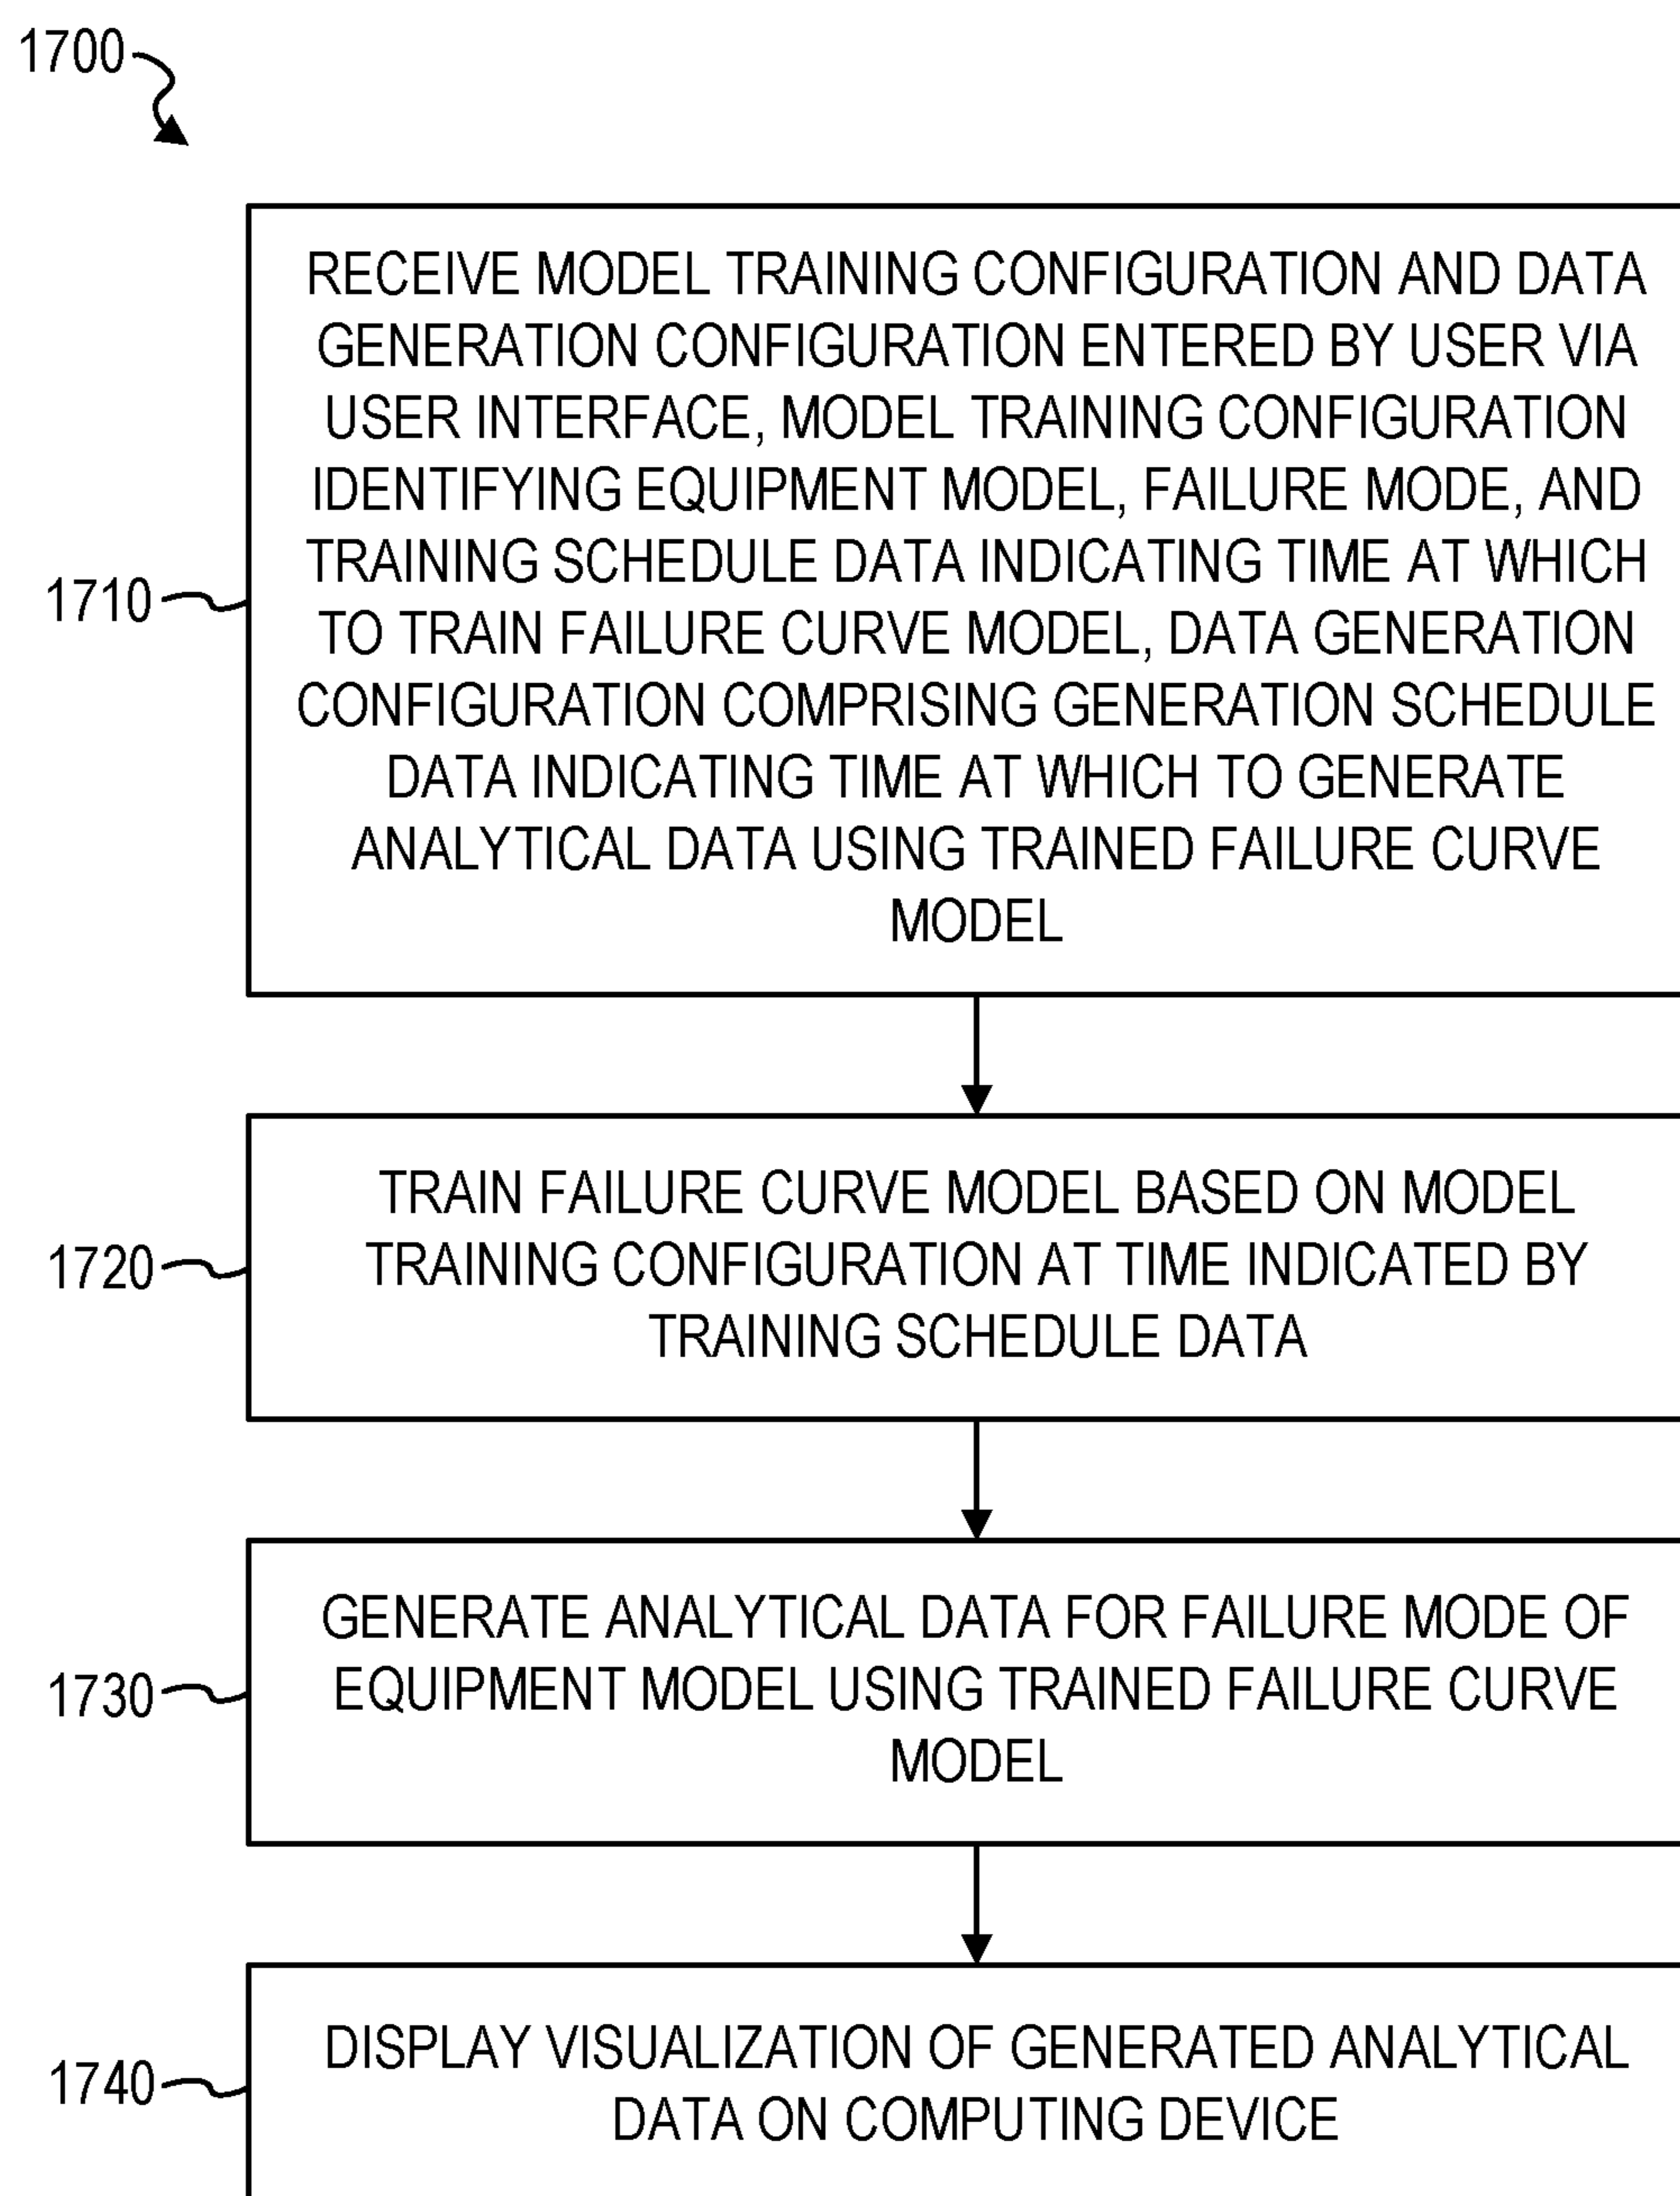 1700
RECEIVE MODEL TRAINING CONFIGURATION AND DATA
GENERATION CONFIGURATION ENTERED BY USER VIA
USER INTERFACE, MODEL TRAINING CONFIGURATION
IDENTIFYING EQUIPMENT MODEL, FAILURE MODE, AND
TRAINING SCHEDULE DATA INDICATING TIME AT WHICH
TO TRAIN FAILURE CURVE MODEL, DATA GENERATION
CONFIGURATION COMPRISING GENERATION SCHEDULE
DATA INDICATING TIME AT WHICH TO GENERATE
ANALYTICAL DATA USING TRAINED FAILURE CURVE
MODEL
1710
TRAIN FAILURE CURVE MODEL BASED ON MODEL
TRAINING CONFIGURATION AT TIME INDICATED BY
TRAINING SCHEDULE DATA
1720
GENERATE ANALYTICAL DATA FOR FAILURE MODE OF
EQUIPMENT MODEL USING TRAINED FAILURE CURVE
MODEL
1730
DISPLAY VISUALIZATION OF GENERATED ANALYTICAL
DATA ON COMPUTING DEVICE
1740